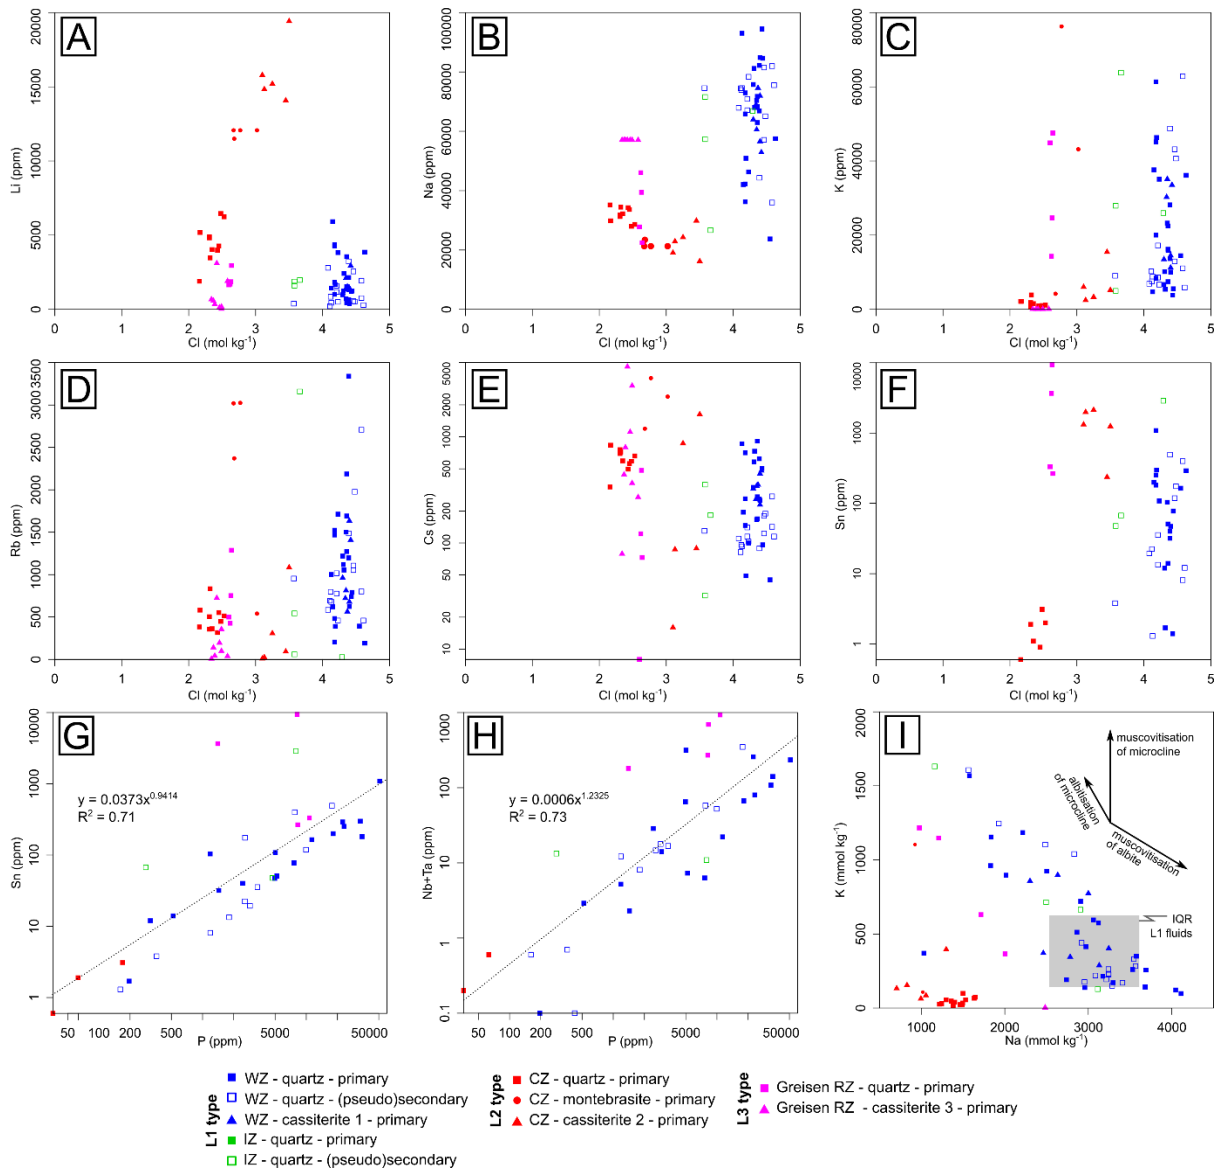 A
Li (ppm)
20000
15000
10000
5000
0
0 1 2 3 4 5
Cl (mol kg-1)
B
Na (ppm)
100000
80000
60000
40000
20000
0
0 1 2 3 4 5
Cl (mol kg-1)
C
K (ppm)
80000
60000
40000
20000
0
0 1 2 3 4 5
Cl (mol kg-1)
D
Rb (ppm)
3500
3000
2500
2000
1500
1000
500
0
0 1 2 3 4 5
Cl (mol kg-1)
E
Cs (ppm)
5000
1000
500
100
50
10
0 1 2 3 4 5
Cl (mol kg-1)
F
Sn (ppm)
10000
1000
100
10
1
0 1 2 3 4 5
Cl (mol kg-1)
G
Sn (ppm)
10000
1000
100
10
1
y = 0.0373x0.9414
R2 = 0.71
50 100 500 5000 50000
P (ppm)
H
Nb+Ta (ppm)
1000
100
10
1
0.1
y = 0.0006x1.2325
R2 = 0.73
50 100 500 5000 50000
P (ppm)
I
K (mmol kg-1)
2000
1500
1000
500
0
muscovitisation
of microcline
albitisation
of microcline
muscovitisation
of albite
IQR
L1 fluids
1000 2000 3000 4000
Na (mmol kg-1)
L1 type
WZ - quartz - primary
WZ - quartz - (pseudo)secondary
WZ - cassiterite 1 - primary
IZ - quartz - primary
IZ - quartz - (pseudo)secondary
L2 type
CZ - quartz - primary
CZ - montebrasite - primary
CZ - cassiterite 2 - primary
L3 type
Greisen RZ - quartz - primary
Greisen RZ - cassiterite 3 - primary